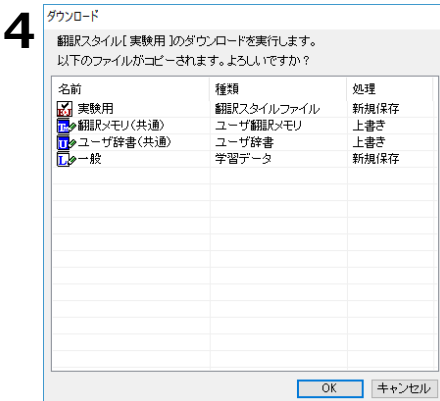 4
ダウンロード
翻訳スタイル[ 実験用 ]のダウンロードを実行します。
以下のファイルがコピーされます。よろしいですか？
名前 種類 処理
実験用 翻訳スタイルファイル 新規保存
翻訳メモリ(共通) ユーザ翻訳メモリ 上書き
ユーザ辞書(共通) ユーザ辞書 上書き
一般 学習データ 新規保存
OK キャンセル